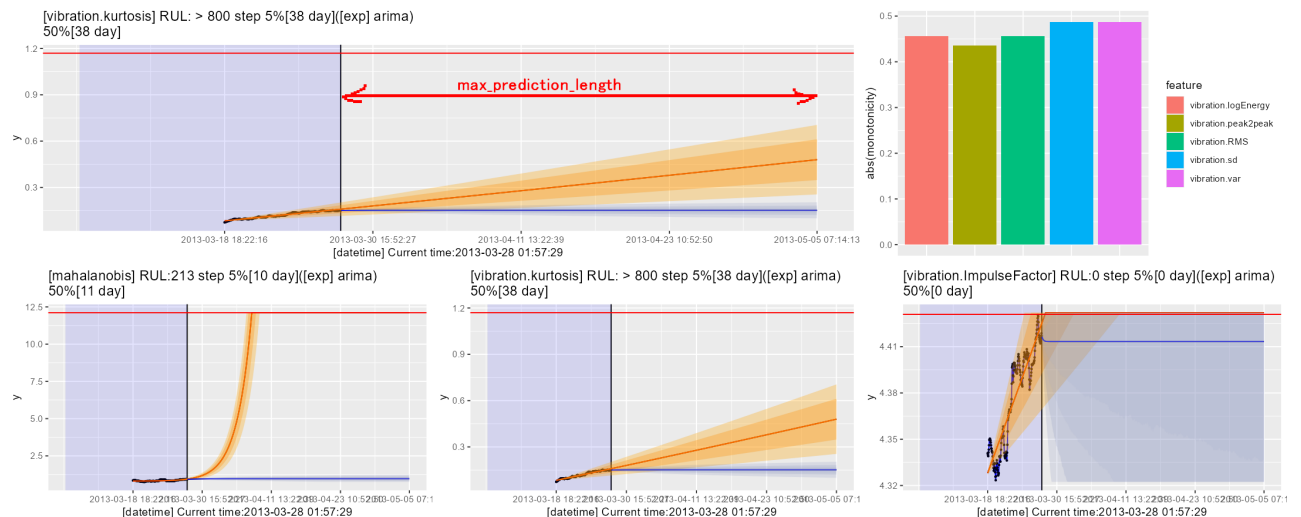 [vibration.kurtosis] RUL: > 800 step 5%[38 day]([exp] arima)
50%[38 day]
1.2
0.9
0.6
0.3
y
max_prediction_length
2013-03-18 18:22:16
2013-03-30 15:52:27
2013-04-11 13:22:39
2013-04-23 10:52:50
2013-05-05 07:14:13
[datetime] Current time:2013-03-28 01:57:29
0.5
0.4
0.3
0.2
0.1
0.0
abs(monotonicity)
feature
vibration.logEnergy
vibration.peak2peak
vibration.RMS
vibration.sd
vibration.var
[mahalanobis] RUL:213 step 5%[10 day]([exp] arima)
50%[11 day]
12.5
10.0
7.5
5.0
2.5
y
[datetime] Current time:2013-03-28 01:57:29
[vibration.kurtosis] RUL: > 800 step 5%[38 day]([exp] arima)
50%[38 day]
1.2
0.9
0.6
0.3
y
[datetime] Current time:2013-03-28 01:57:29
[vibration.ImpulseFactor] RUL:0 step 5%[0 day]([exp] arima)
50%[0 day]
4.41
4.38
4.35
4.32
y
[datetime] Current time:2013-03-28 01:57:29